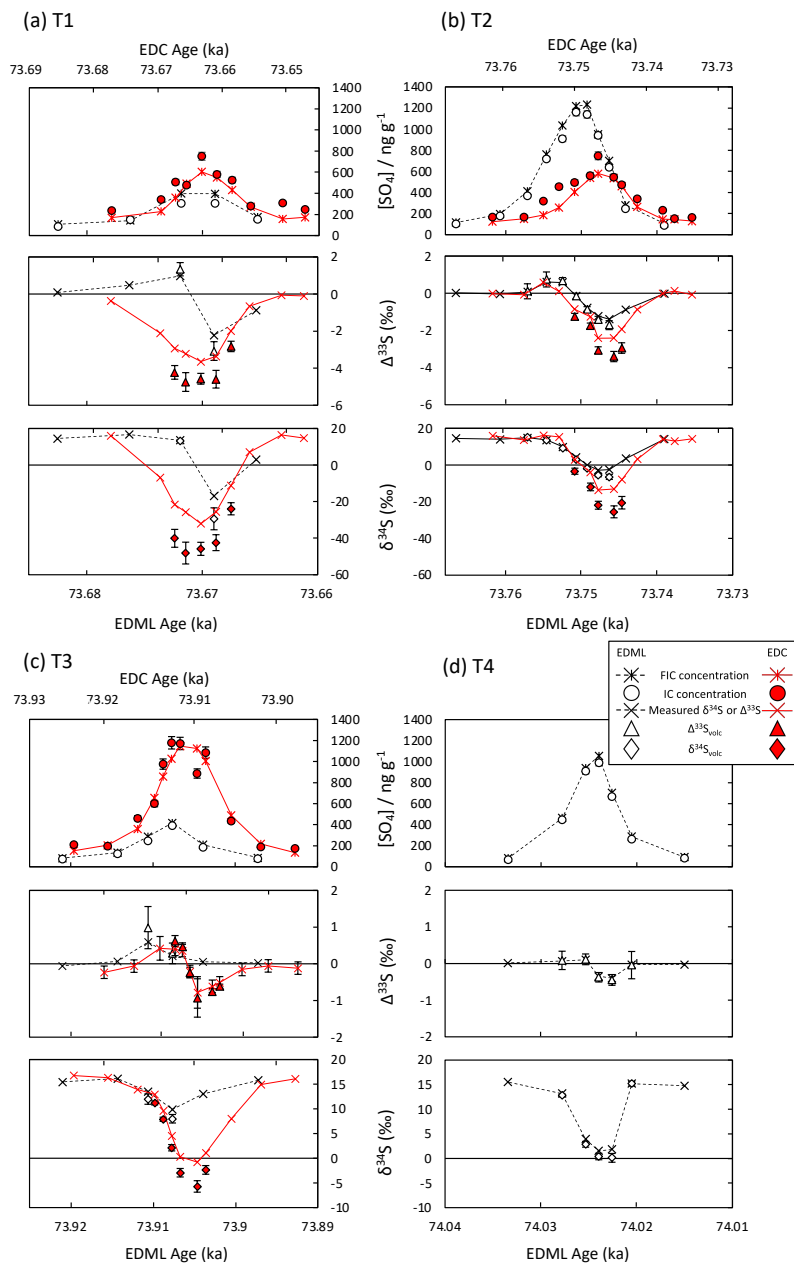 (a) T1
EDC Age (ka)
73.69 73.68 73.67 73.66 73.65
1400
1200
1000
800
600
400
200
0
[SO₄] / ng g⁻¹
2
0
-2
-4
-6
Δ³³S (‰)
20
0
-20
-40
-60
δ³⁴S (‰)
73.68 73.67 73.66
EDML Age (ka)
(b) T2
EDC Age (ka)
73.76 73.75 73.74 73.73
1400
1200
1000
800
600
400
200
0
2
0
-2
-4
-6
20
0
-20
-40
-60
73.76 73.75 73.74 73.73
EDML Age (ka)
(c) T3
EDC Age (ka)
73.93 73.92 73.91 73.90
1400
1200
1000
800
600
400
200
0
[SO₄] / ng g⁻¹
2
1
0
-1
-2
Δ³³S (‰)
20
15
10
5
0
-5
-10
δ³⁴S (‰)
73.92 73.91 73.9 73.89
EDML Age (ka)
(d) T4
EDML EDC
FIC concentration
IC concentration
Measured δ³⁴S or Δ³³S
Δ³³Svolc
δ³⁴Svolc
1400
1200
1000
800
600
400
200
0
2
1
0
-1
-2
20
15
10
5
0
-5
-10
74.04 74.03 74.02 74.01
EDML Age (ka)